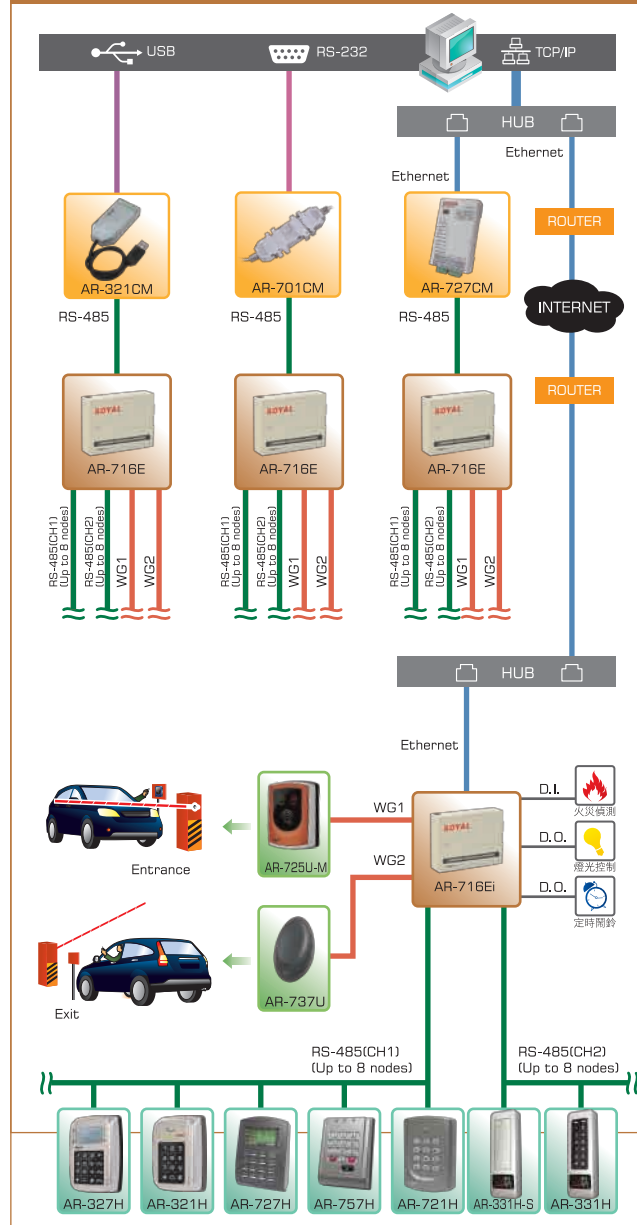 USB
RS-232
TCP/IP
HUB
Ethernet
Ethernet
ROUTER
AR-321CM
AR-701CM
AR-727CM
INTERNET
RS-485
RS-485
RS-485
ROUTER
SOYAL
SOYAL
SOYAL
AR-716E
AR-716E
AR-716E
RS-485(CH1)
(Up to 8 nodes)
RS-485(CH2)
(Up to 8 nodes)
WG1
WG2
RS-485(CH1)
(Up to 8 nodes)
RS-485(CH2)
(Up to 8 nodes)
WG1
WG2
RS-485(CH1)
(Up to 8 nodes)
RS-485(CH2)
(Up to 8 nodes)
WG1
WG2
HUB
Ethernet
WG1
D.I.
火災偵測
SOYAL
AR-725U-M
Entrance
WG2
D.O.
燈光控制
AR-716Ei
D.O.
定時鬧鈴
AR-737U
Exit
RS-485(CH1)
(Up to 8 nodes)
RS-485(CH2)
(Up to 8 nodes)
AR-327H
AR-321H
AR-727H
AR-757H
AR-721H
AR-331H-S
AR-331H